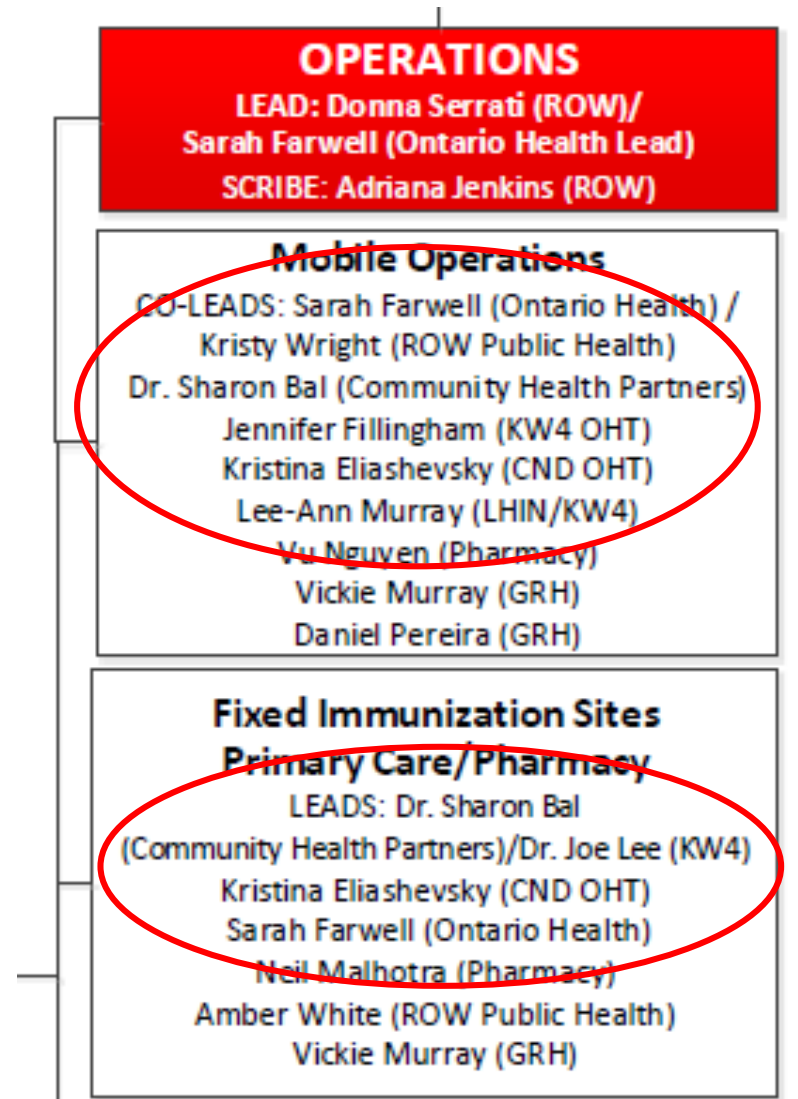 OPERATIONS
LEAD: Donna Serrati (ROW)/
Sarah Farwell (Ontario Health Lead)
SCRIBE: Adriana Jenkins (ROW)
Mobile Operations
CO-LEADS: Sarah Farwell (Ontario Health) /
Kristy Wright (ROW Public Health)
Dr. Sharon Bal (Community Health Partners)
Jennifer Fillingham (KW4 OHT)
Kristina Eliashevsky (CND OHT)
Lee-Ann Murray (LHIN/KW4)
Vu Nguyen (Pharmacy)
Vickie Murray (GRH)
Daniel Pereira (GRH)
Fixed Immunization Sites
Primary Care/Pharmacy
LEADS: Dr. Sharon Bal
(Community Health Partners)/Dr. Joe Lee (KW4)
Kristina Eliashevsky (CND OHT)
Sarah Farwell (Ontario Health)
Neil Malhotra (Pharmacy)
Amber White (ROW Public Health)
Vickie Murray (GRH)